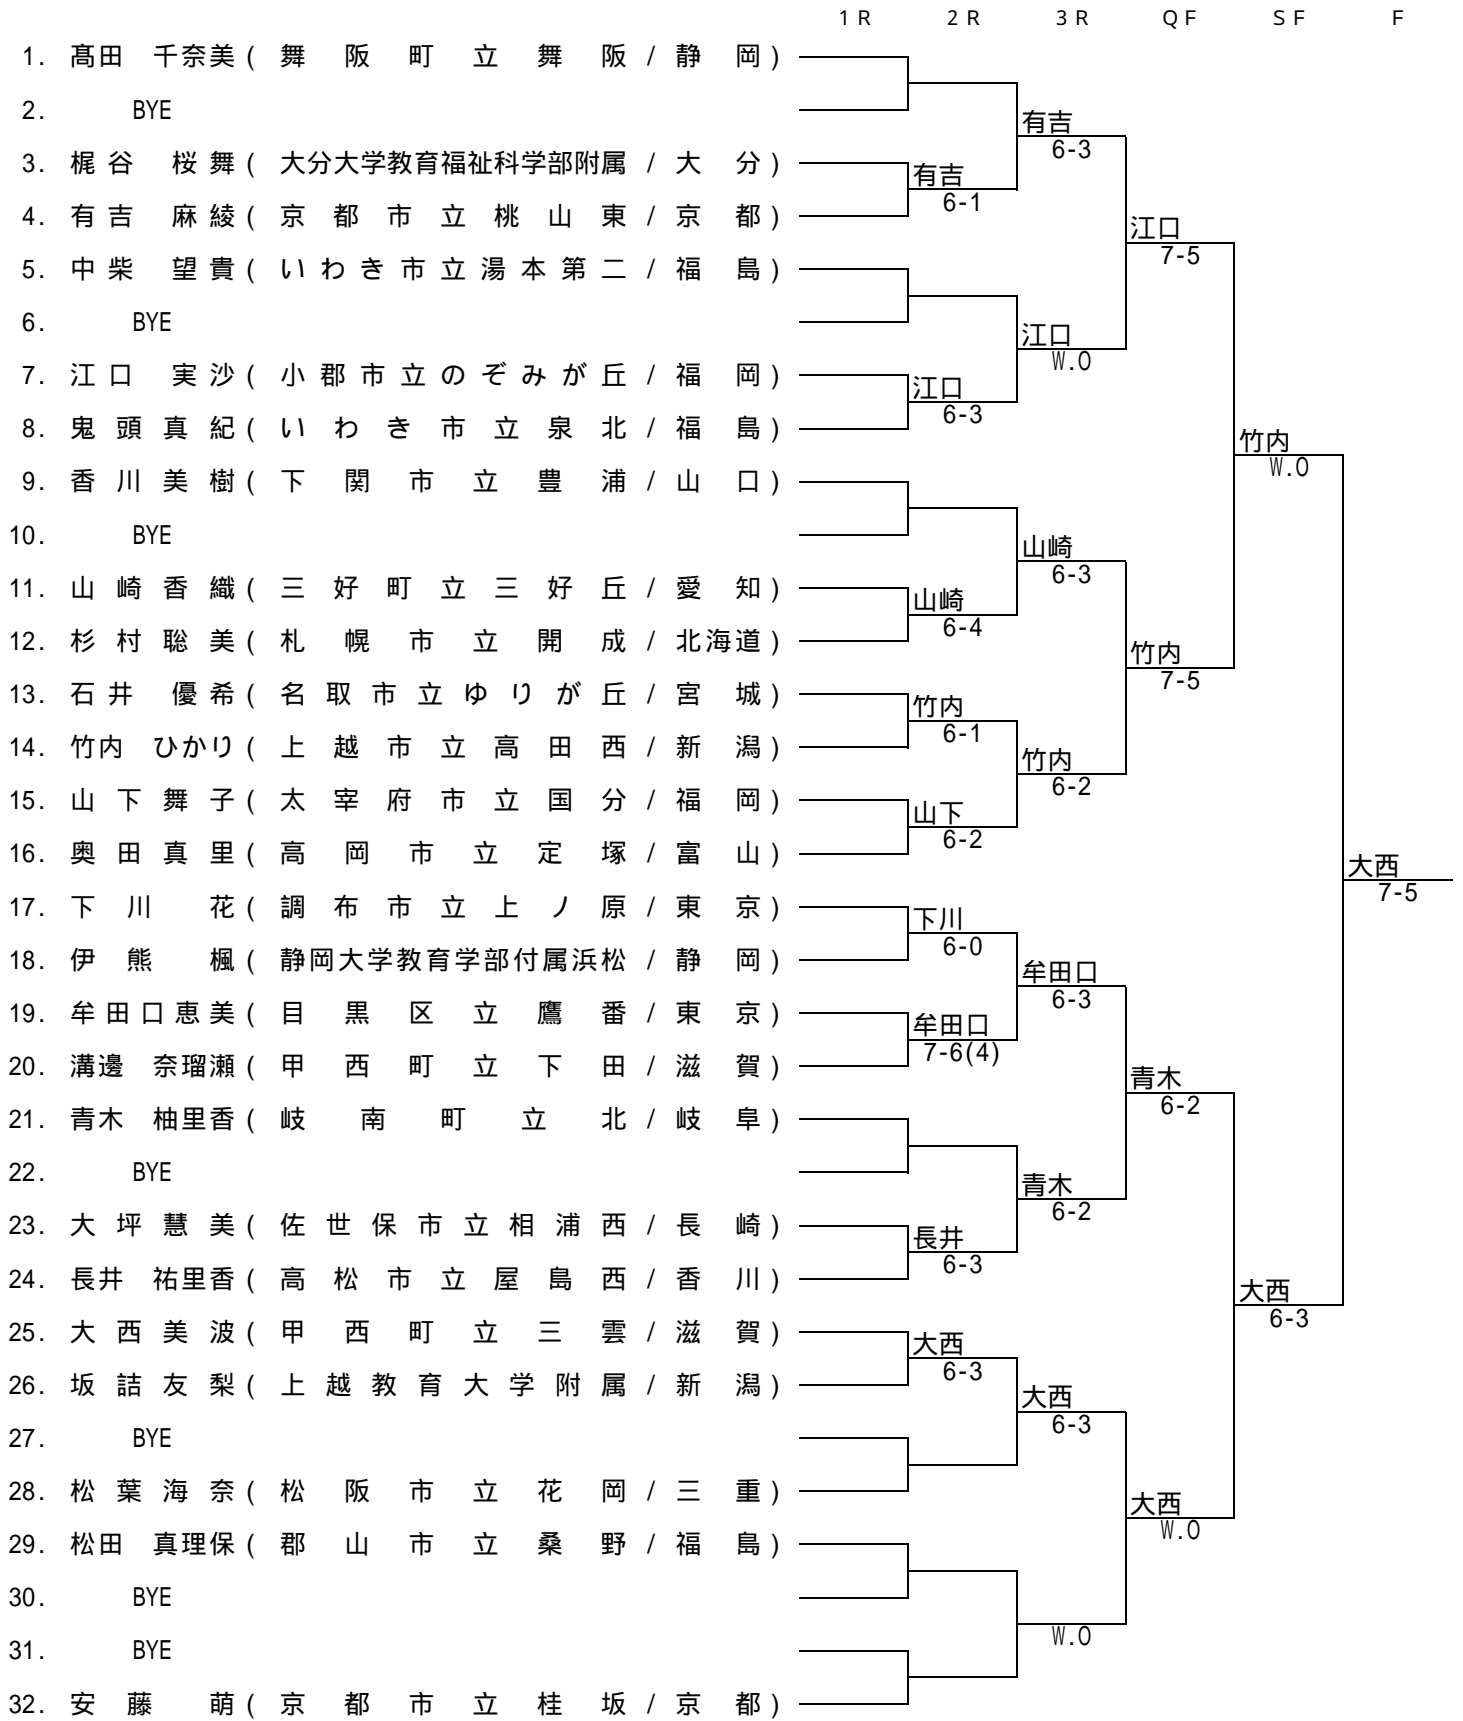 1R 2R 3R QF SF F
1. 髙田 千奈美 ( 舞阪町立舞阪 / 静岡 )
2. BYE
有吉
6-3
3. 梶谷 桜舞 ( 大分大学教育福祉科学部附属 / 大分 )
有吉
6-1
4. 有吉 麻綾 ( 京都市立桃山東 / 京都 )
江口
7-5
5. 中柴 望貴 ( いわき市立湯本第二 / 福島 )
6. BYE
江口
W.O
7. 江口 実沙 ( 小郡市立のぞみが丘 / 福岡 )
江口
6-3
8. 鬼頭真紀 ( いわき市立泉北 / 福島 )
竹内
W.O
9. 香川美樹 ( 下関市立豊浦 / 山口 )
10. BYE
山崎
6-3
11. 山崎香織 ( 三好町立三好丘 / 愛知 )
山崎
6-4
12. 杉村聡美 ( 札幌市立開成 / 北海道 )
竹内
7-5
13. 石井 優希 ( 名取市立ゆりが丘 / 宮城 )
竹内
6-1
14. 竹内 ひかり ( 上越市立高田西 / 新潟 )
竹内
6-2
15. 山下舞子 ( 太宰府市立国分 / 福岡 )
山下
6-2
16. 奥田真里 ( 高岡市立定塚 / 富山 )
大西
7-5
17. 下川 花 ( 調布市立上ノ原 / 東京 )
下川
6-0
18. 伊熊 楓 ( 静岡大学教育学部付属浜松 / 静岡 )
牟田口
6-3
19. 牟田口恵美 ( 目黒区立鷹番 / 東京 )
牟田口
7-6(4)
20. 溝邊 奈瑠瀬 ( 甲西町立下田 / 滋賀 )
青木
6-2
21. 青木 柚里香 ( 岐南町立北 / 岐阜 )
22. BYE
青木
6-2
23. 大坪慧美 ( 佐世保市立相浦西 / 長崎 )
長井
6-3
24. 長井 祐里香 ( 高松市立屋島西 / 香川 )
大西
6-3
25. 大西美波 ( 甲西町立三雲 / 滋賀 )
大西
6-3
26. 坂詰友梨 ( 上越教育大学附属 / 新潟 )
大西
6-3
27. BYE
28. 松葉海奈 ( 松阪市立花岡 / 三重 )
大西
W.O
29. 松田 真理保 ( 郡山市立桑野 / 福島 )
30. BYE
W.O
31. BYE
32. 安藤 萌 ( 京都市立桂坂 / 京都 )